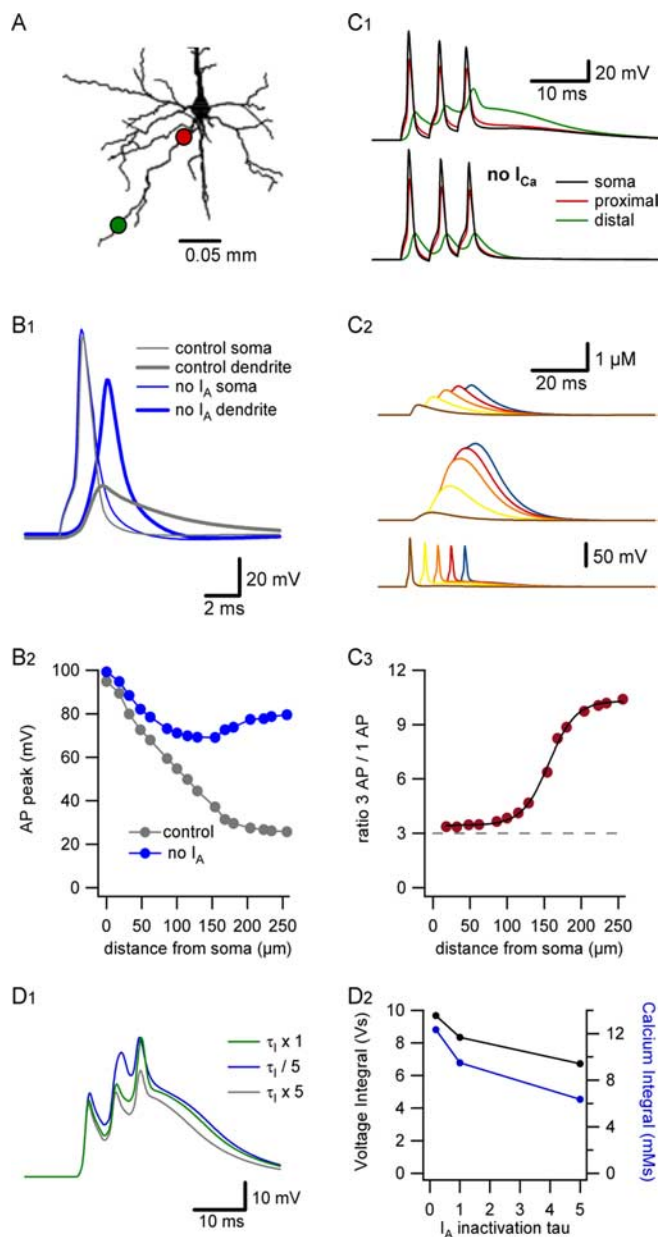 A
0.05 mm
B1
control soma
control dendrite
no IA soma
no IA dendrite
20 mV
2 ms
B2
AP peak (mV)
100
80
60
40
20
0
control
no IA
0 50 100 150 200 250
distance from soma (µm)
C1
20 mV
10 ms
no ICa
soma
proximal
distal
C2
1 µM
20 ms
50 mV
C3
ratio 3 AP / 1 AP
12
9
6
3
0
0 50 100 150 200 250
distance from soma (µm)
D1
τI x 1
τI / 5
τI x 5
10 mV
10 ms
D2
Voltage Integral (Vs)
10
8
6
4
2
0
12
8
4
0
Calcium Integral (mMs)
0 1 2 3 4 5
IA inactivation tau